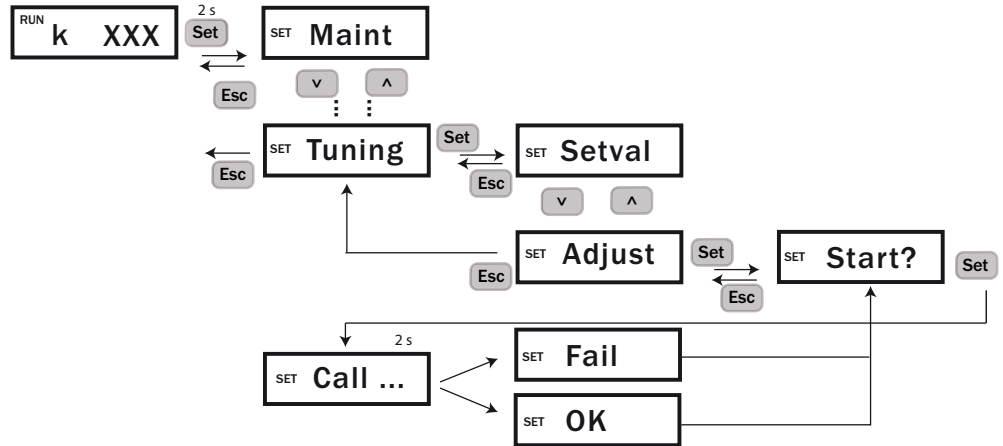 RUN k XXX
2 s
Set
Esc
SET Maint
v ^
Esc
SET Tuning
Set
Esc
SET Setval
v ^
Esc
SET Adjust
Set
Esc
SET Start?
Set
2 s
SET Call ...
SET Fail
SET OK